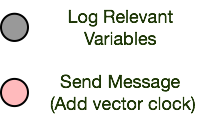 Log Relevant
Variables
Send Message
(Add vector clock)